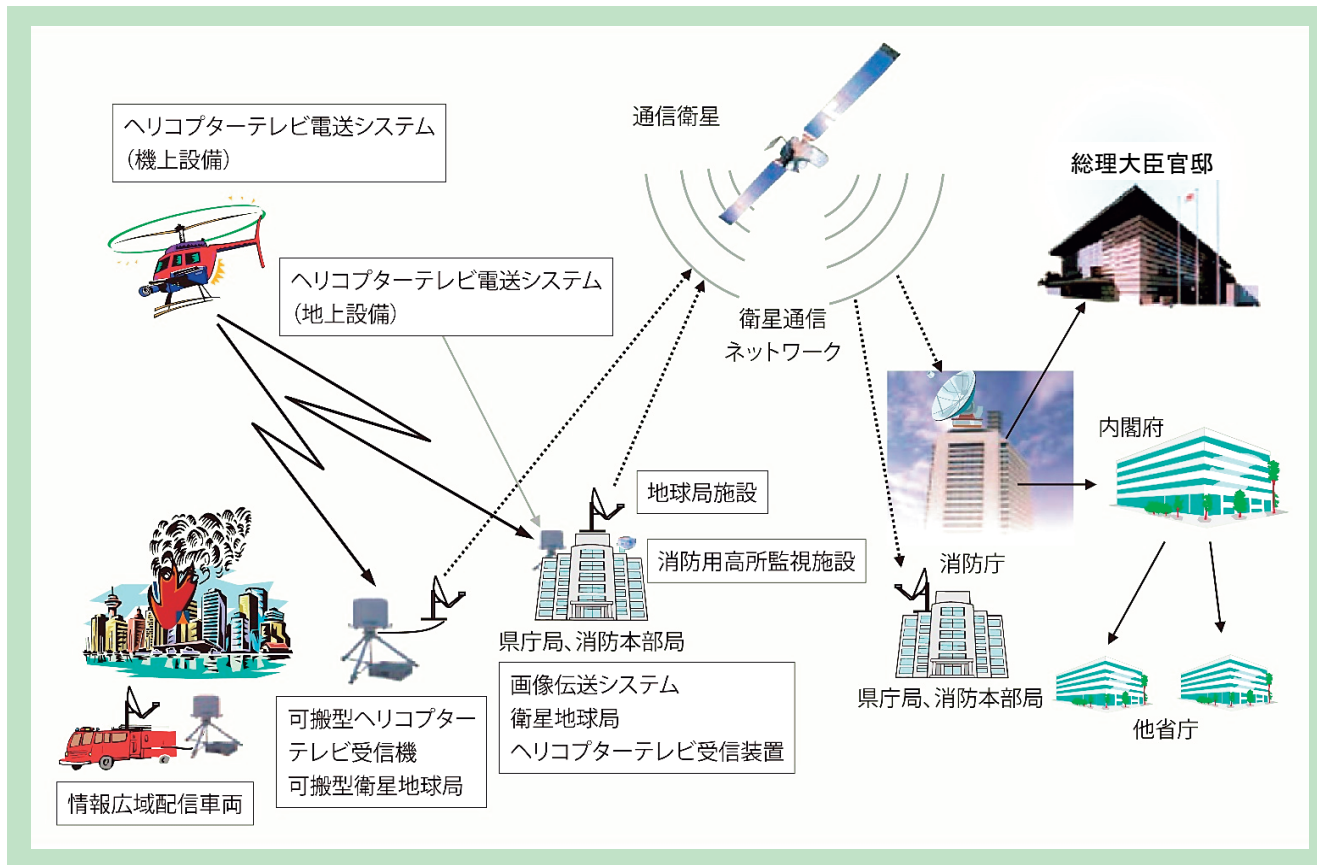 ヘリコプターテレビ電送システム
（機上設備）
通信衛星
総理大臣官邸
ヘリコプターテレビ電送システム
（地上設備）
衛星通信
ネットワーク
内閣府
地球局施設
消防用高所監視施設
消防庁
県庁局、消防本部局
画像伝送システム
衛星地球局
ヘリコプターテレビ受信装置
県庁局、消防本部局
他省庁
可搬型ヘリコプター
テレビ受信機
可搬型衛星地球局
情報広域配信車両